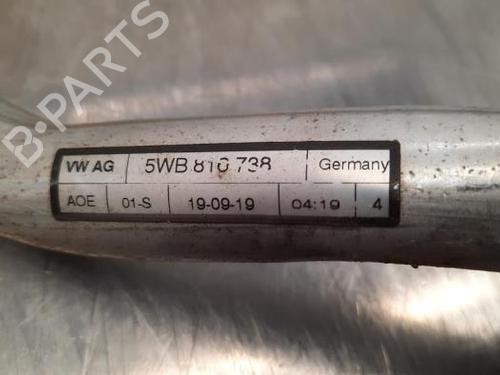 B-PARTS
VW AG 5WB 816 738 Germany
AOE 01-S 19-09-19 04:19 4